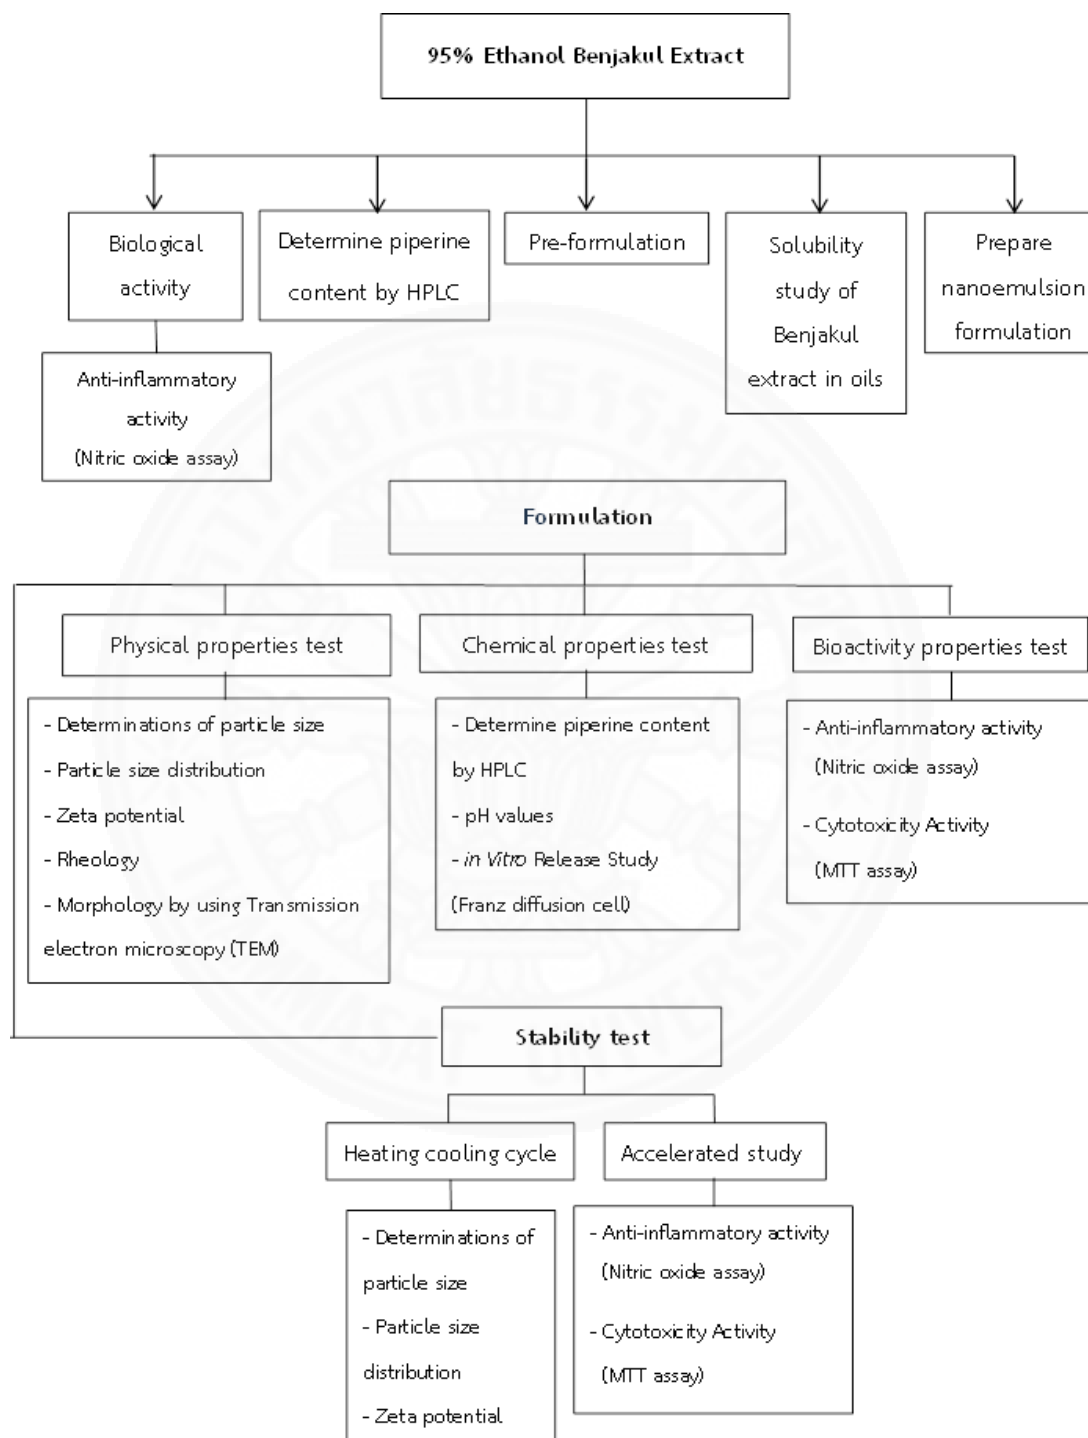 95% Ethanol Benjakul Extract
Biological
activity
Determine piperine
content by HPLC
Pre-formulation
Solubility
study of
Benjakul
extract in oils
Prepare
nanoemulsion
formulation
Anti-inflammatory
activity
(Nitric oxide assay)
Formulation
Physical properties test
Chemical properties test
Bioactivity properties test
- Determinations of particle size
- Particle size distribution
- Zeta potential
- Rheology
- Morphology by using Transmission
electron microscopy (TEM)
- Determine piperine content
by HPLC
- pH values
- in Vitro Release Study
(Franz diffusion cell)
- Anti-inflammatory activity
(Nitric oxide assay)
- Cytotoxicity Activity
(MTT assay)
Stability test
Heating cooling cycle
Accelerated study
- Determinations of
particle size
- Particle size
distribution
- Zeta potential
- Anti-inflammatory activity
(Nitric oxide assay)
- Cytotoxicity Activity
(MTT assay)